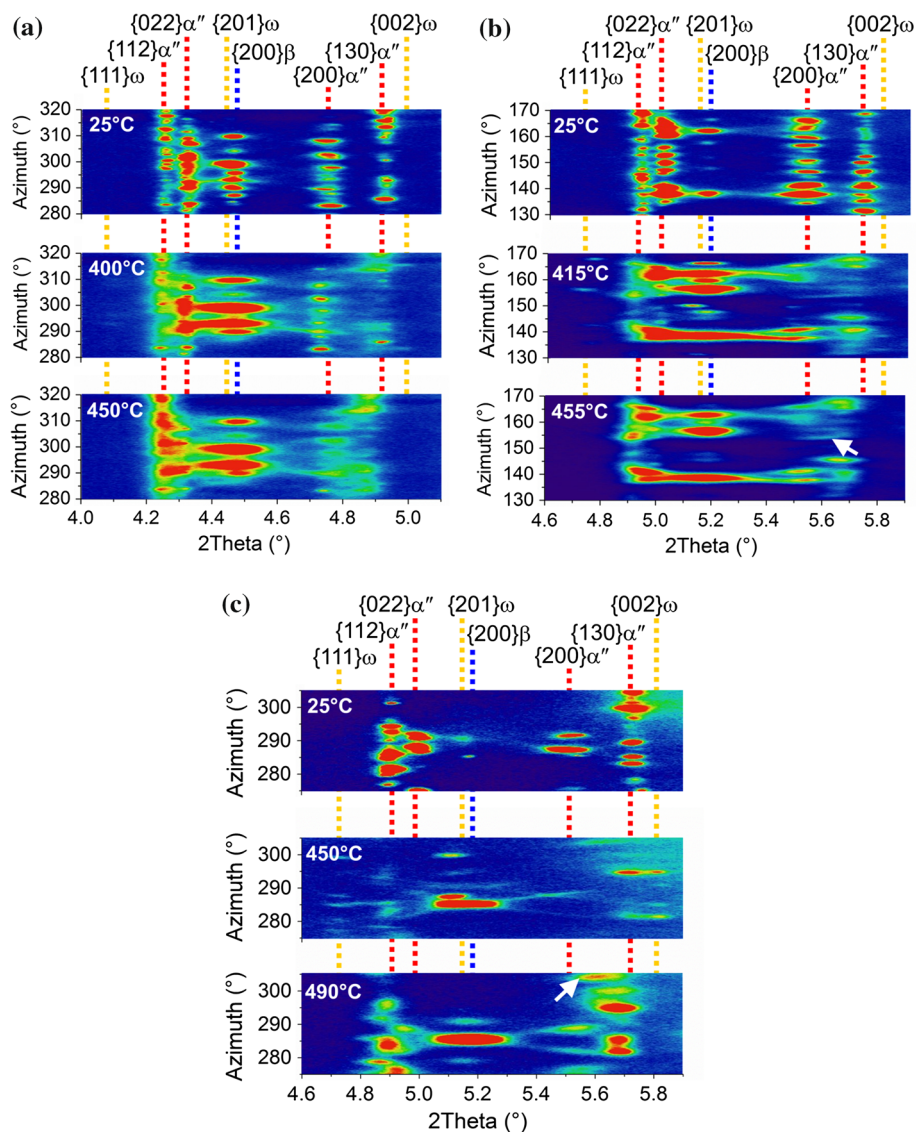 (a)
{022}α″ {201}ω {002}ω
{112}α″ {200}β {130}α″
{111}ω {200}α″
25°C
Azimuth (°)
320
310
300
290
280
400°C
Azimuth (°)
320
310
300
290
280
450°C
Azimuth (°)
320
310
300
290
280
4.0 4.2 4.4 4.6 4.8 5.0
2Theta (°)
(b)
{022}α″ {201}ω {002}ω
{112}α″ {200}β {130}α″
{111}ω {200}α″
25°C
Azimuth (°)
170
160
150
140
130
415°C
Azimuth (°)
170
160
150
140
130
455°C
Azimuth (°)
170
160
150
140
130
4.6 4.8 5.0 5.2 5.4 5.6 5.8
2Theta (°)
(c)
{022}α″ {201}ω {002}ω
{112}α″ {200}β {130}α″
{111}ω {200}α″
25°C
Azimuth (°)
300
290
280
450°C
Azimuth (°)
300
290
280
490°C
Azimuth (°)
300
290
280
4.6 4.8 5.0 5.2 5.4 5.6 5.8
2Theta (°)